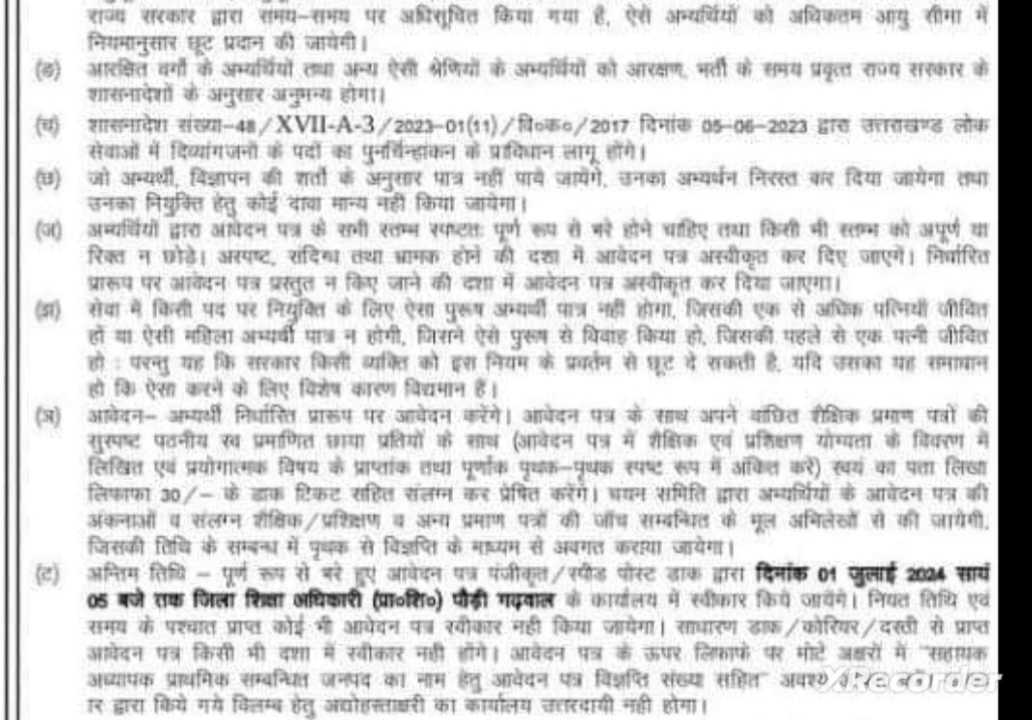 राज्य सरकार द्वारा समय–समय पर अधिसूचित किया गया है, ऐसे अभ्यर्थियों को अधिकतम आयु सीमा में
नियमानुसार छूट प्रदान की जायेगी।
(ङ) आरक्षित वर्गों के अभ्यर्थियों तथा अन्य ऐसी श्रेणियों के अभ्यर्थियों को आरक्षण, भर्ती के समय प्रवृत्त राज्य सरकार के
शासनादेशों के अनुसार अनुमन्य होगा।
(च) शासनादेश संख्या–48/XVII-A-3/2023–01(11)/वि०क०/2017 दिनांक 05–06–2023 द्वारा उत्तराखण्ड लोक
सेवाओं में दिव्यांगजनों के पदों का पुनर्चिन्हांकन के प्राविधान लागू होंगे।
(छ) जो अभ्यर्थी, विज्ञापन की शर्तो के अनुसार पात्र नहीं पाये जायेंगे, उनका अभ्यर्थन निरस्त कर दिया जायेगा तथा
उनका नियुक्ति हेतु कोई दावा मान्य नही किया जायेगा।
(ज) अभ्यर्थियों द्वारा आवेदन पत्र के सभी स्तम्भ स्पष्टतः पूर्ण रूप से भरे होने चाहिए तथा किसी भी स्तम्भ को अपूर्ण या
रिक्त न छोड़े। अस्पष्ट, संदिग्ध तथा भ्रामक होने की दशा में आवेदन पत्र अस्वीकृत कर दिए जाएगें। निर्धारित
प्रारूप पर आवेदन पत्र प्रस्तुत न किए जाने की दशा में आवेदन पत्र अस्वीकृत कर दिया जाएगा।
(झ) सेवा में किसी पद पर नियुक्ति के लिए ऐसा पुरूष अभ्यर्थी पात्र नहीं होगा, जिसकी एक से अधिक पत्नियाँ जीवित
हों या ऐसी महिला अभ्यर्थी पात्र न होगी, जिसने ऐसे पुरूष से विवाह किया हो, जिसकी पहले से एक पत्नी जीवित
हो : परन्तु यह कि सरकार किसी व्यक्ति को इस नियम के प्रवर्तन से छूट दे सकती है, यदि उसका यह समाधान
हो कि ऐसा करने के लिए विशेष कारण विद्यमान हैं।
(ञ) आवेदन– अभ्यर्थी निर्धारित प्रारूप पर आवेदन करेंगे। आवेदन पत्र के साथ अपने वांछित शैक्षिक प्रमाण पत्रों की
सुस्पष्ट पठनीय स्व प्रमाणित छाया प्रतियों के साथ (आवेदन पत्र में शैक्षिक एवं प्रशिक्षण योग्यता के विवरण में
लिखित एवं प्रयोगात्मक विषय के प्राप्तांक तथा पूर्णांक पृथक–पृथक स्पष्ट रूप में अंकित करें) स्वयं का पता लिखा
लिफाफा 30/– के डाक टिकट सहित संलग्न कर प्रेषित करेंगे। चयन समिति द्वारा अभ्यर्थियों के आवेदन पत्र की
अंकनाओं व संलग्न शैक्षिक/प्रशिक्षण व अन्य प्रमाण पत्रों की जाँच सम्बन्धित के मूल अभिलेखों से की जायेगी,
जिसकी तिथि के सम्बन्ध में पृथक से विज्ञप्ति के माध्यम से अवगत कराया जायेगा।
(ट) अन्तिम तिथि – पूर्ण रूप से भरे हुए आवेदन पत्र पंजीकृत/स्पीड पोस्ट डाक द्वारा दिनांक 01 जुलाई 2024 सायं
05 बजे तक जिला शिक्षा अधिकारी (प्रा०शि०) पौड़ी गढ़वाल के कार्यालय में स्वीकार किये जायेंगे। नियत तिथि एवं
समय के पश्चात प्राप्त कोई भी आवेदन पत्र स्वीकार नही किया जायेगा। साधारण डाक/कोरियर/दस्ती से प्राप्त
आवेदन पत्र किसी भी दशा में स्वीकार नही होंगे। आवेदन पत्र के ऊपर लिफाफे पर मोटे अक्षरों में "सहायक
अध्यापक प्राथमिक सम्बन्धित जनपद का नाम हेतु आवेदन पत्र विज्ञप्ति संख्या सहित"
XRecorder
र द्वारा किये गये विलम्ब हेतु अधोहस्ताक्षरी का कार्यालय उत्तरदायी नही होगा।